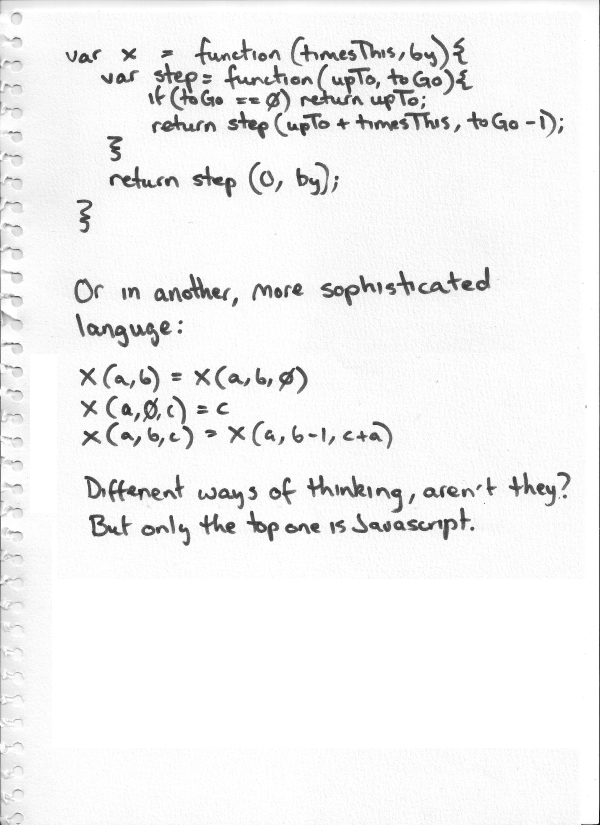 var x = function (timesThis, by){
var step = function(upTo, toGo){
if (toGo == Ø) return upTo;
return step (upTo + timesThis, toGo -1);
}
return step (0, by);
}
Or in another, more sophisticated
languge:
X(a,b) = X(a, b, Ø)
X(a,Ø,c) = c
X(a,b,c) = X(a, b-1, c+a)
Different ways of thinking, aren't they?
But only the top one is Javascript.